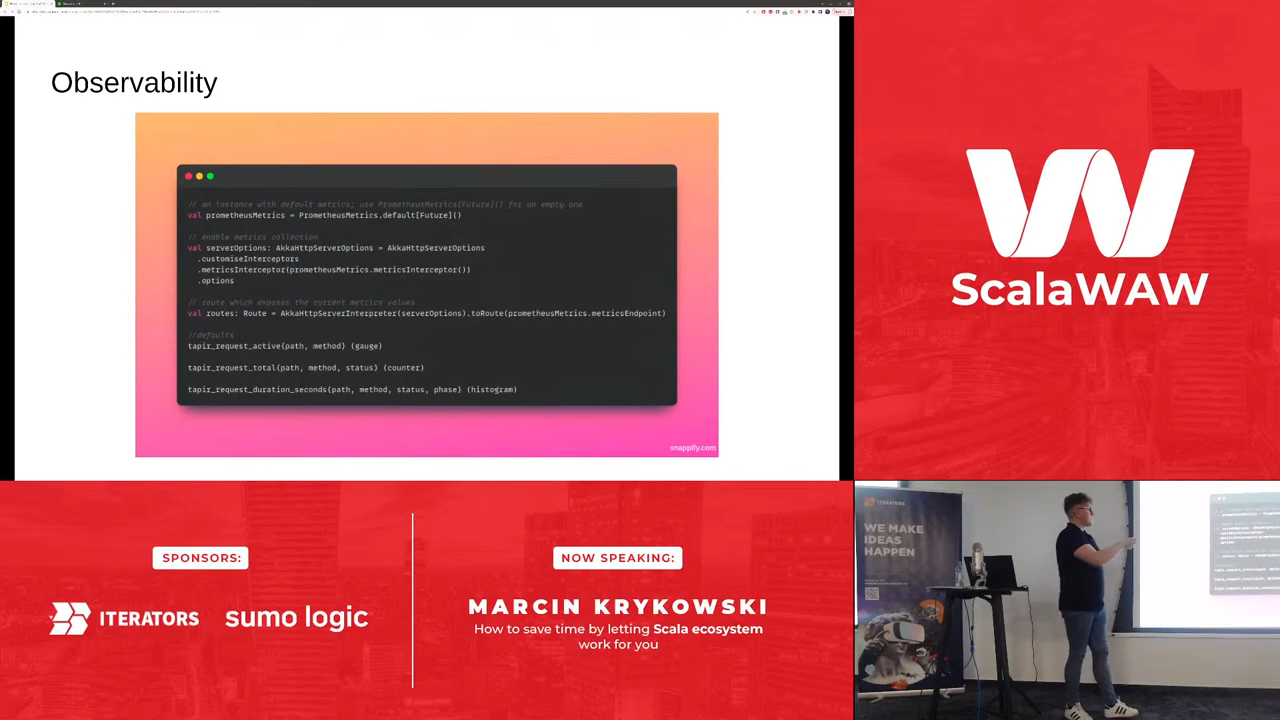 Observability
// an instance with default metrics; use PrometheusMetrics[Future]() for an empty one
val prometheusMetrics = PrometheusMetrics.default[Future]()
// enable metrics collection
val serverOptions: AkkaHttpServerOptions = AkkaHttpServerOptions
.customiseInterceptors
.metricsInterceptor(prometheusMetrics.metricsInterceptor())
.options
// route which exposes the current metrics values
val routes: Route = AkkaHttpServerInterpreter(serverOptions).toRoute(prometheusMetrics.metricsEndpoint)
//defaults
tapir_request_active{path, method} (gauge)
tapir_request_total{path, method, status} (counter)
tapir_request_duration_seconds{path, method, status, phase} (histogram)
snappify.com
ScalaWAW
SPONSORS:
ITERATORS
sumo logic
NOW SPEAKING:
MARCIN KRYKOWSKI
How to save time by letting Scala ecosystem
work for you
ITERATORS
WE MAKE
IDEAS
HAPPEN